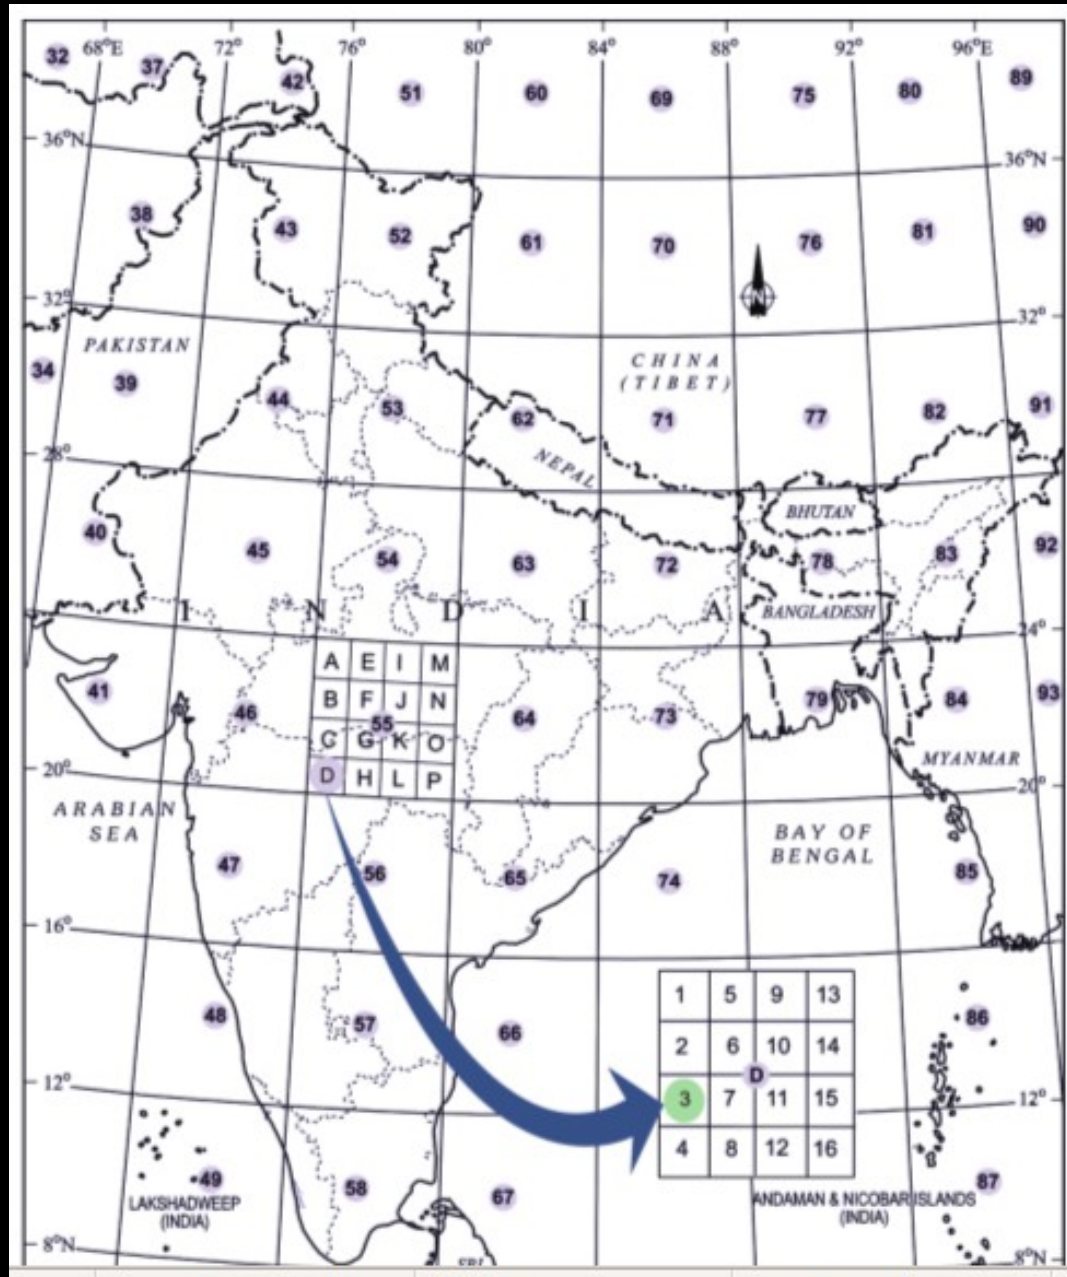 68°E 72° 76° 80° 84° 88° 92° 96°E
32 37 42 51 60 69 75 80 89
36°N 36°N
38 43 52 61 70 76 81 90
N
32° 32°
PAKISTAN
CHINA
(TIBET)
34 39 44 53 62 71 77 82 91
28°
NEPAL
BHUTAN
40 45 54 63 72 78 83 92
I N D I A
BANGLADESH
24°
A E I M
B F J N
41 46 55 64 73 79 84 93
C G K O
D H L P
MYANMAR
20° 20°
ARABIAN
SEA
BAY OF
BENGAL
47 56 65 74 85
16°
1 5 9 13
48 57 66 86
2 6 10 14
D
12° 12°
3 7 11 15
4 8 12 16
49 58 67 87
LAKSHADWEEP
(INDIA)
ANDAMAN & NICOBAR ISLANDS
(INDIA)
8°N 8°N
SRI